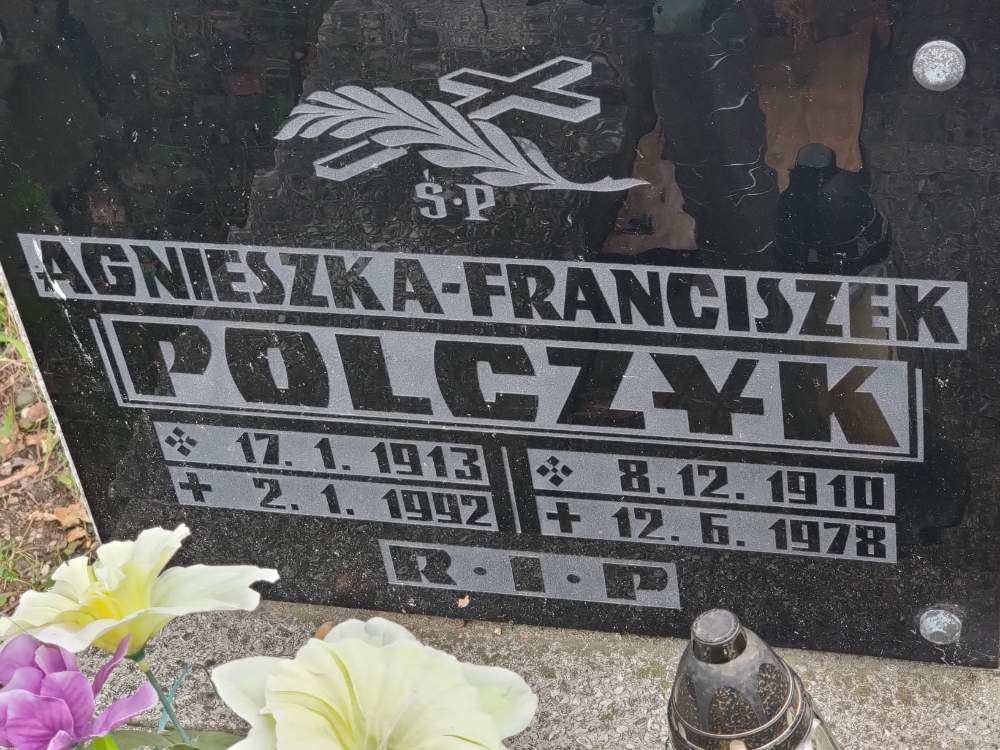 Ś·P
AGNIESZKA-FRANCISZEK
POLCZYK
17. 1. 1913 8. 12. 1910
+ 2. 1. 1992 + 12. 6. 1978
R·I·P